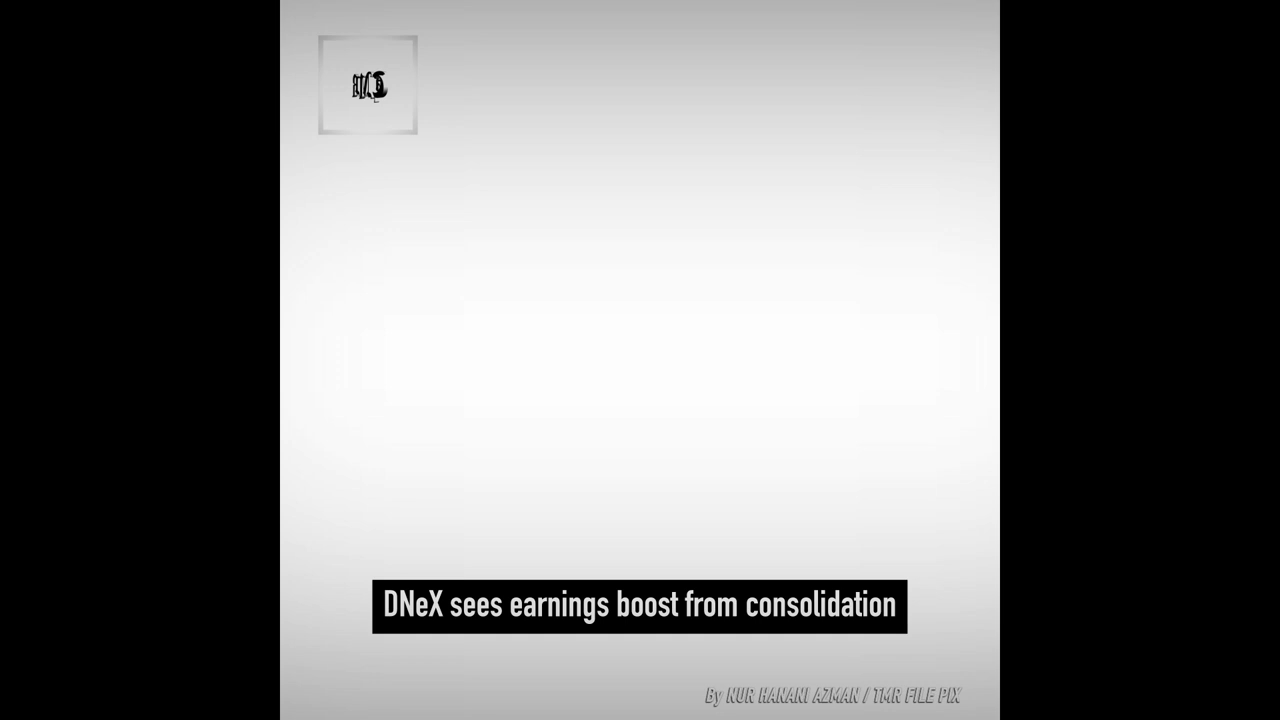 DNeX sees earnings boost from consolidation
By NUR HANANI AZMAN / TMR FILE PIX